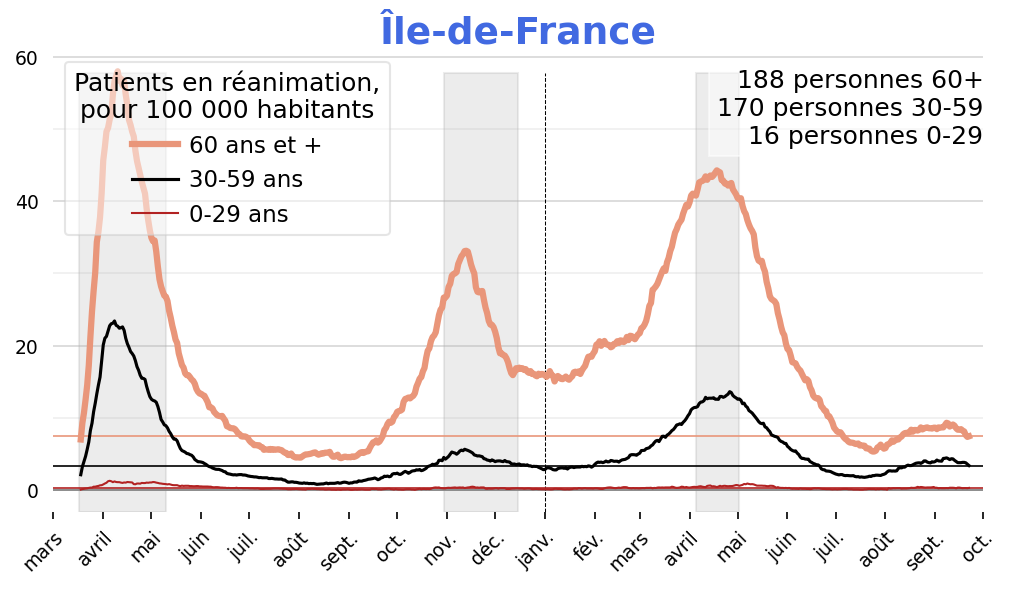 Île-de-France
60
40
20
0
Patients en réanimation,
pour 100 000 habitants
60 ans et +
30-59 ans
0-29 ans
188 personnes 60+
170 personnes 30-59
16 personnes 0-29
mars avril mai juin juil. août sept. oct. nov. déc. janv. fév. mars avril mai juin juil. août sept. oct.